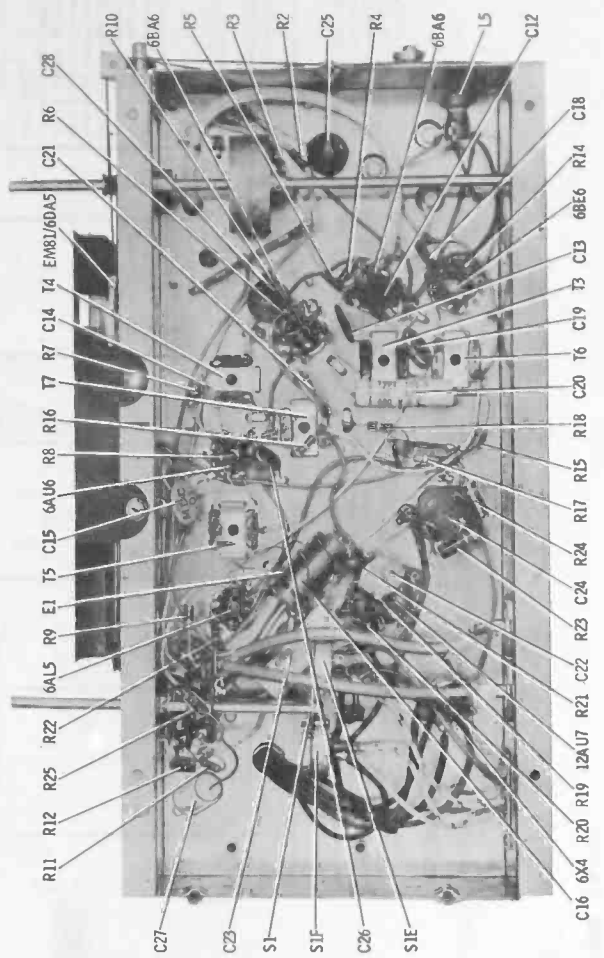 C27
R11
R12
R25
R22
6AL5
R9
E1
T5
C15
6AU6
R8
R16
T7
R7
C14
T4
EM81/6DA5
C21
R6
C28
R10
6BA6
R5
R3
R2
C25
R4
6BA6
L5
C12
C18
R14
6BE6
C13
T3
C19
T6
C20
R18
R15
R17
R24
C24
R23
C22
R21
12AU7
R19
R20
6X4
C16
S1E
C26
S1F
S1
C23